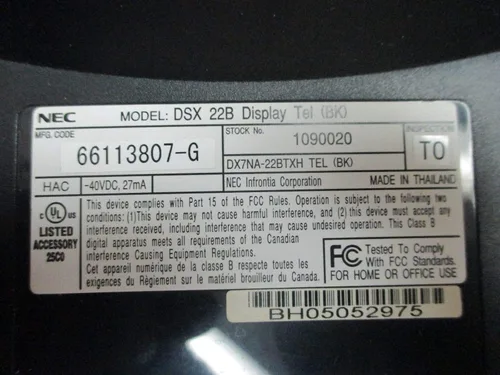 NEC MODEL: DSX 22B Display Tel (BK)
MFG. CODE
66113807-G
STOCK No.
1090020
INSPECTION
TO
DX7NA-22BTXH TEL (BK)
HAC -40VDC, 27mA NEC Infrontia Corporation MADE IN THAILAND
c UL US
LISTED
ACCESSORY
25C0
This device complies with Part 15 of the FCC Rules. Operation is subject to the following two
conditions: (1)This device may not cause harmful interference, and (2) this device must accept any
interference received, including interference that may cause undesired operation. This Class B
digital apparatus meets all requirements of the Canadian
Interference Causing Equipment Regulations.
Cet appareil numérique de la classe B respecte toutes les
exigences du Règlement sur le matériel brouilleur du Canada.
FC Tested To Comply
With FCC Standards
FOR HOME OR OFFICE USE
BH05052975